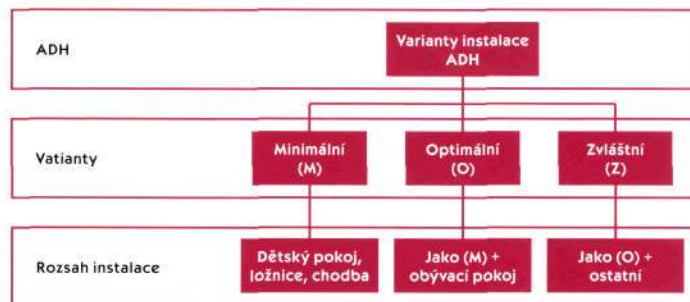 ADH
Varianty instalace
ADH
Vatianty
Minimální
(M)
Optimální
(O)
Zvláštní
(Z)
Rozsah instalace
Dětský pokoj,
ložnice, chodba
Jako (M) +
obývací pokoj
Jako (O) +
ostatní